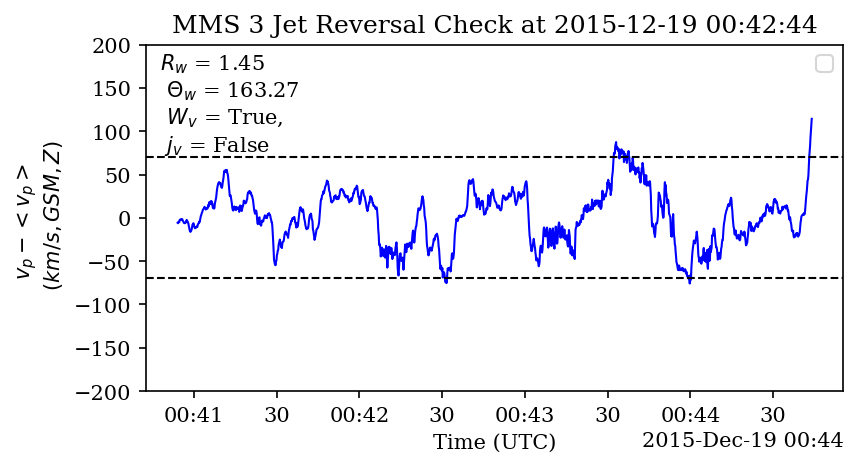 MMS 3 Jet Reversal Check at 2015-12-19 00:42:44
R_w = 1.45
Θ_w = 163.27
W_v = True,
j_v = False
v_p − < v_p >
(km/s, GSM, Z)
200
150
100
50
0
−50
−100
−150
−200
00:41 30 00:42 30 00:43 30 00:44 30
Time (UTC) 2015-Dec-19 00:44